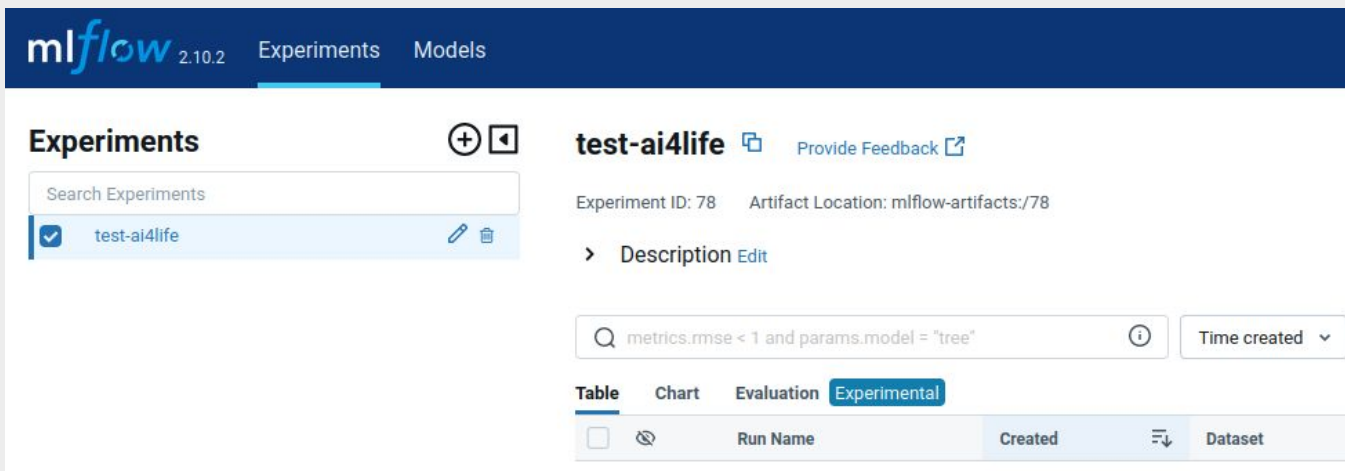 mlflow 2.10.2 Experiments Models
Experiments
Search Experiments
test-ai4life
test-ai4life Provide Feedback
Experiment ID: 78 Artifact Location: mlflow-artifacts:/78
Description Edit
metrics.rmse < 1 and params.model = "tree" Time created
Table Chart Evaluation Experimental
Run Name Created Dataset